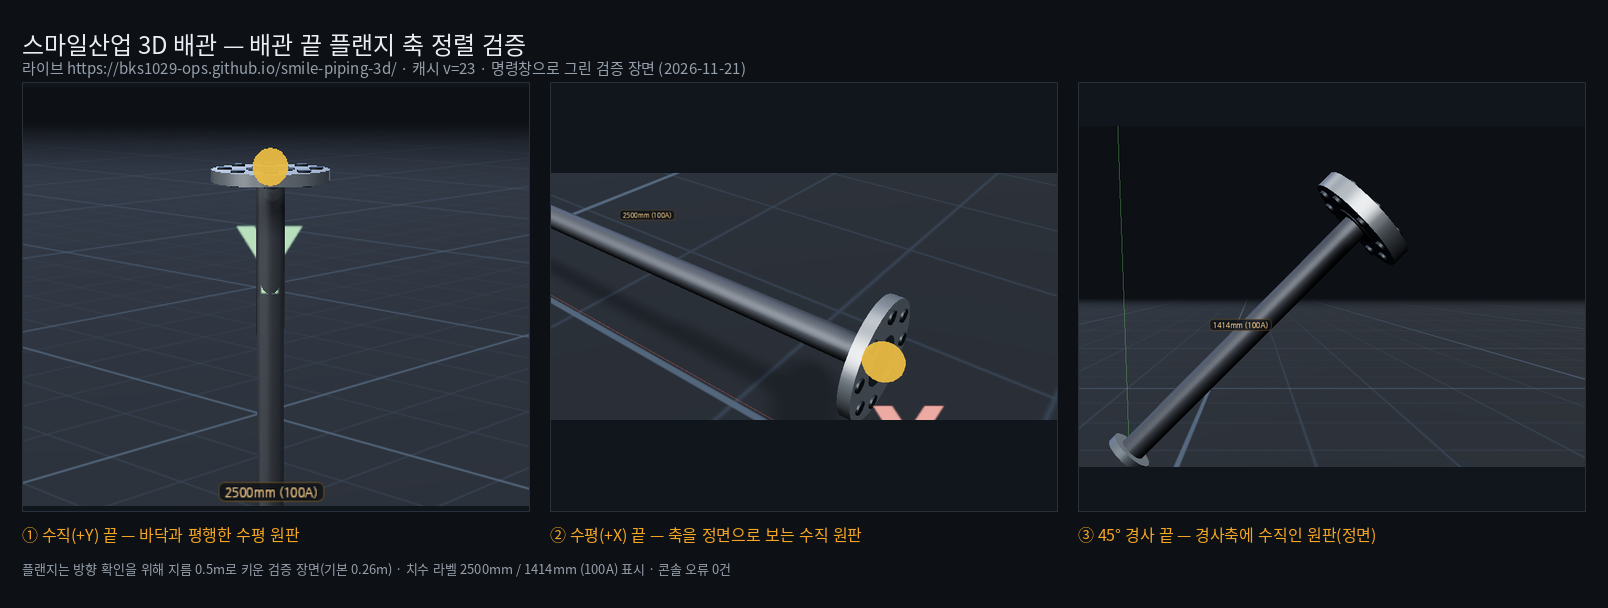 스마일산업 3D 배관 — 배관 끝 플랜지 축 정렬 검증
라이브 https://bks1029-ops.github.io/smile-piping-3d/ · 캐시 v=23 · 명령창으로 그린 검증 장면 (2026-11-21)
2500mm (100A)
2500mm (100A)
1414mm (100A)
① 수직(+Y) 끝 — 바닥과 평행한 수평 원판
② 수평(+X) 끝 — 축을 정면으로 보는 수직 원판
③ 45° 경사 끝 — 경사축에 수직인 원판(정면)
플랜지는 방향 확인을 위해 지름 0.5m로 키운 검증 장면(기본 0.26m) · 치수 라벨 2500mm / 1414mm (100A) 표시 · 콘솔 오류 0건